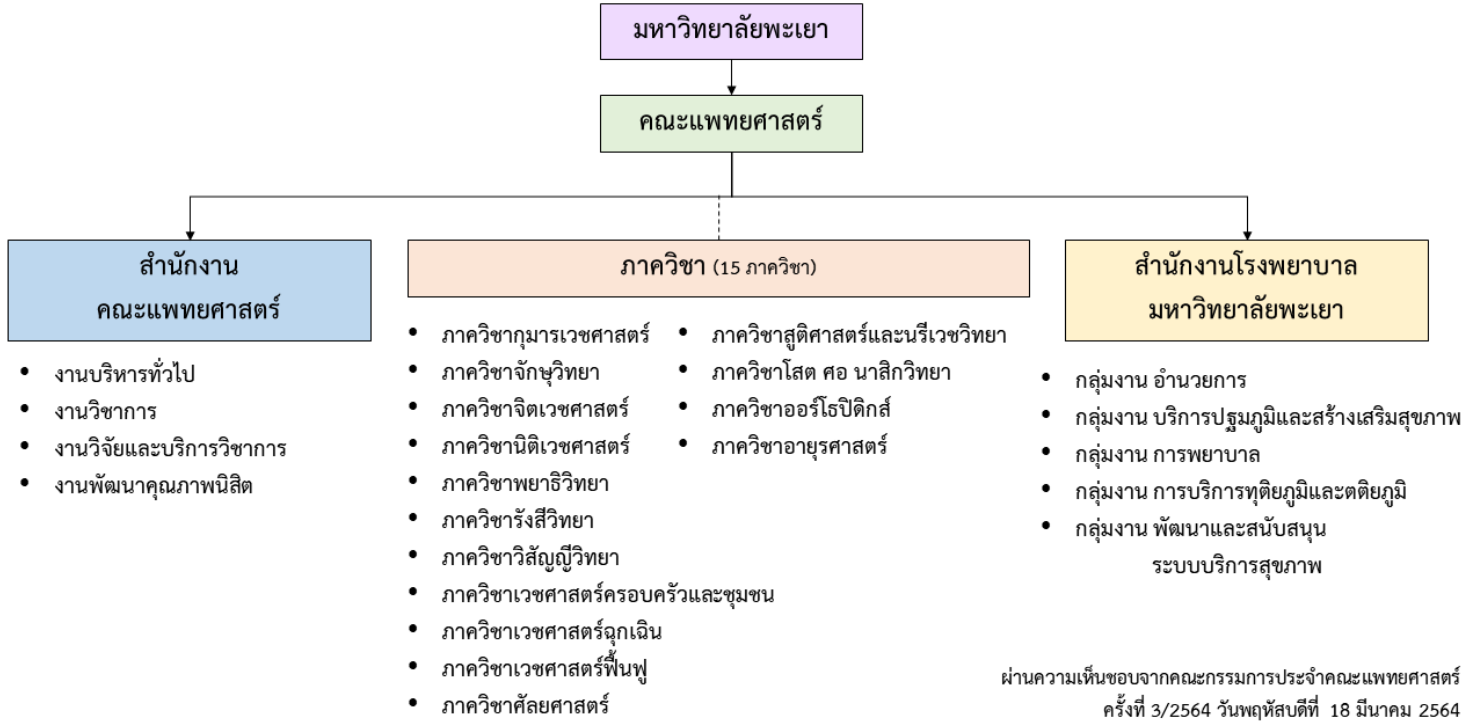 มหาวิทยาลัยพะเยา
คณะแพทยศาสตร์
สำนักงาน
คณะแพทยศาสตร์
• งานบริหารทั่วไป
• งานวิชาการ
• งานวิจัยและบริการวิชาการ
• งานพัฒนาคุณภาพนิสิต
ภาควิชา (15 ภาควิชา)
• ภาควิชากุมารเวชศาสตร์
• ภาควิชาจักษุวิทยา
• ภาควิชาจิตเวชศาสตร์
• ภาควิชานิติเวชศาสตร์
• ภาควิชาพยาธิวิทยา
• ภาควิชารังสีวิทยา
• ภาควิชาวิสัญญีวิทยา
• ภาควิชาเวชศาสตร์ครอบครัวและชุมชน
• ภาควิชาเวชศาสตร์ฉุกเฉิน
• ภาควิชาเวชศาสตร์ฟื้นฟู
• ภาควิชาศัลยศาสตร์
• ภาควิชาสูติศาสตร์และนรีเวชวิทยา
• ภาควิชาโสต ศอ นาสิกวิทยา
• ภาควิชาออร์โธปิดิกส์
• ภาควิชาอายุรศาสตร์
สำนักงานโรงพยาบาล
มหาวิทยาลัยพะเยา
• กลุ่มงาน อำนวยการ
• กลุ่มงาน บริการปฐมภูมิและสร้างเสริมสุขภาพ
• กลุ่มงาน การพยาบาล
• กลุ่มงาน การบริการทุติยภูมิและตติยภูมิ
• กลุ่มงาน พัฒนาและสนับสนุน
ระบบบริการสุขภาพ
ผ่านความเห็นชอบจากคณะกรรมการประจำคณะแพทยศาสตร์
ครั้งที่ 3/2564 วันพฤหัสบดีที่ 18 มีนาคม 2564